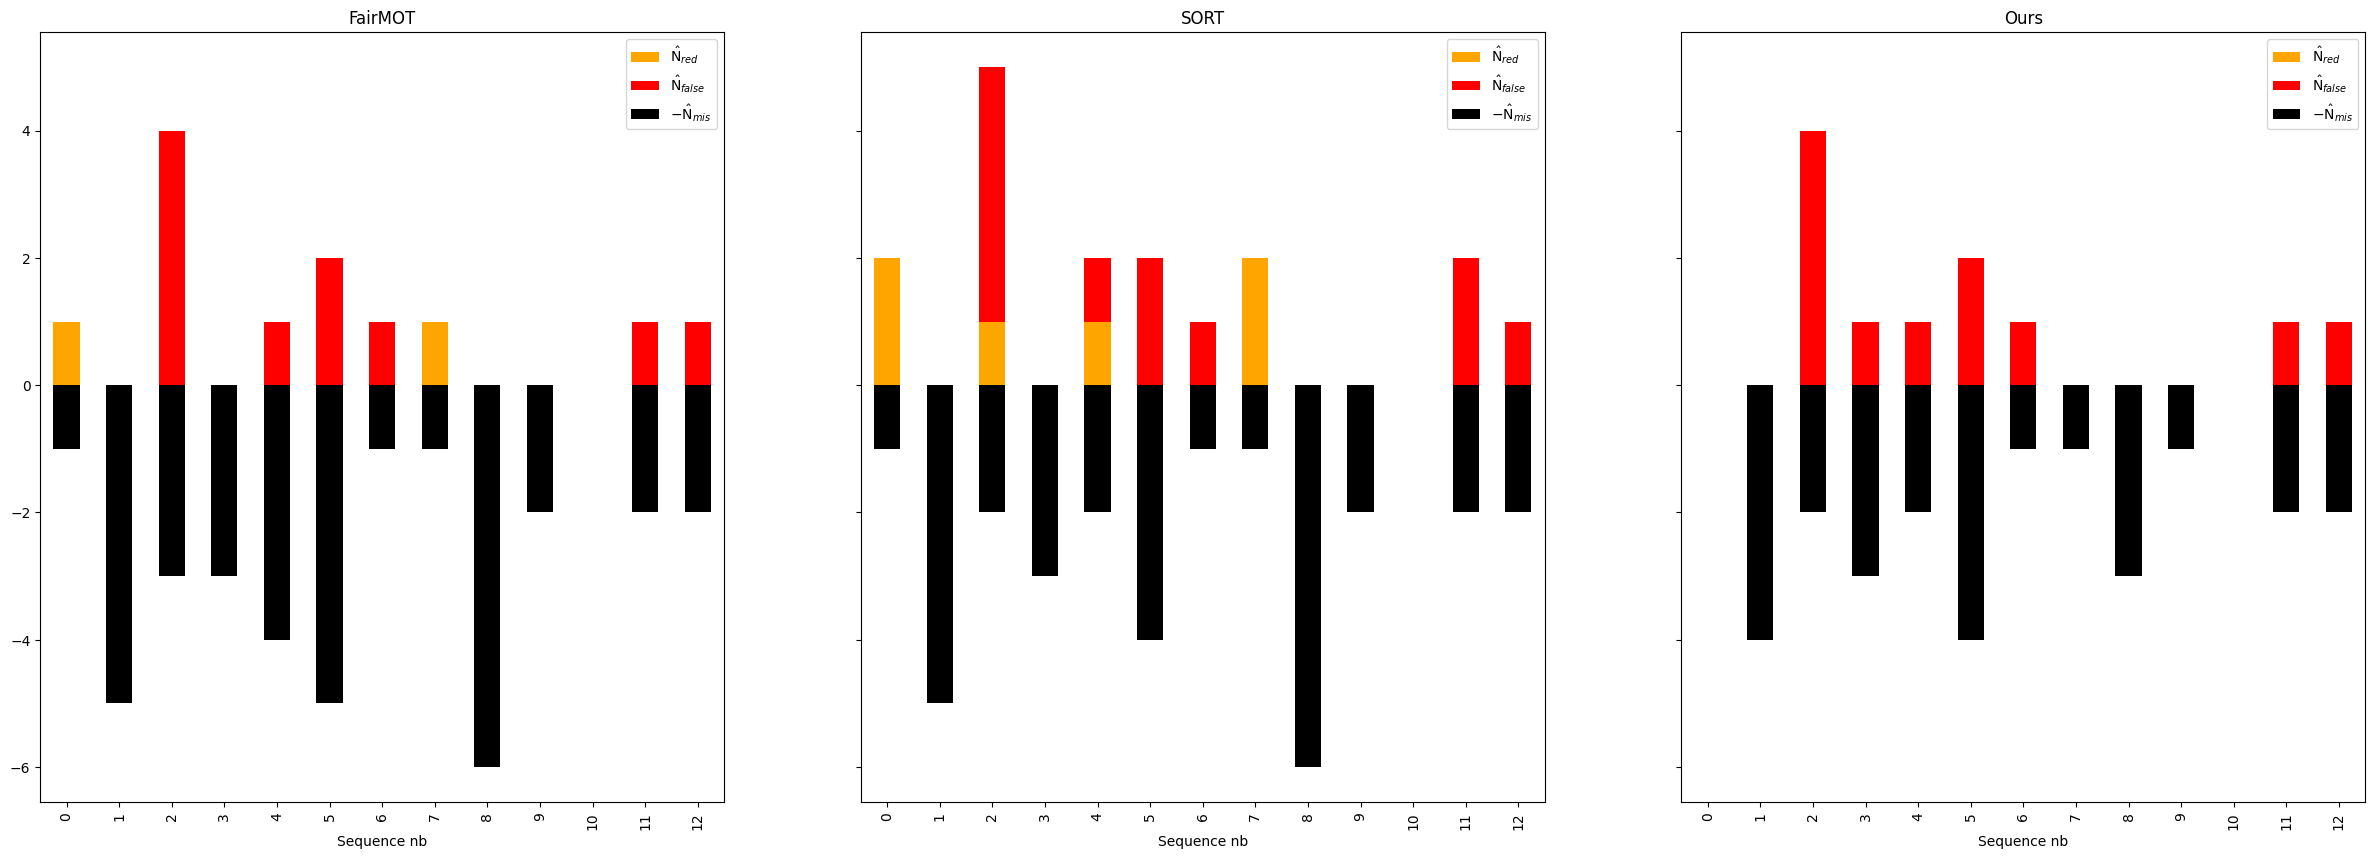 FairMOT
N̂red
N̂false
−N̂mis
4
2
0
−2
−4
−6
0 1 2 3 4 5 6 7 8 9 10 11 12
Sequence nb
SORT
N̂red
N̂false
−N̂mis
0 1 2 3 4 5 6 7 8 9 10 11 12
Sequence nb
Ours
N̂red
N̂false
−N̂mis
0 1 2 3 4 5 6 7 8 9 10 11 12
Sequence nb